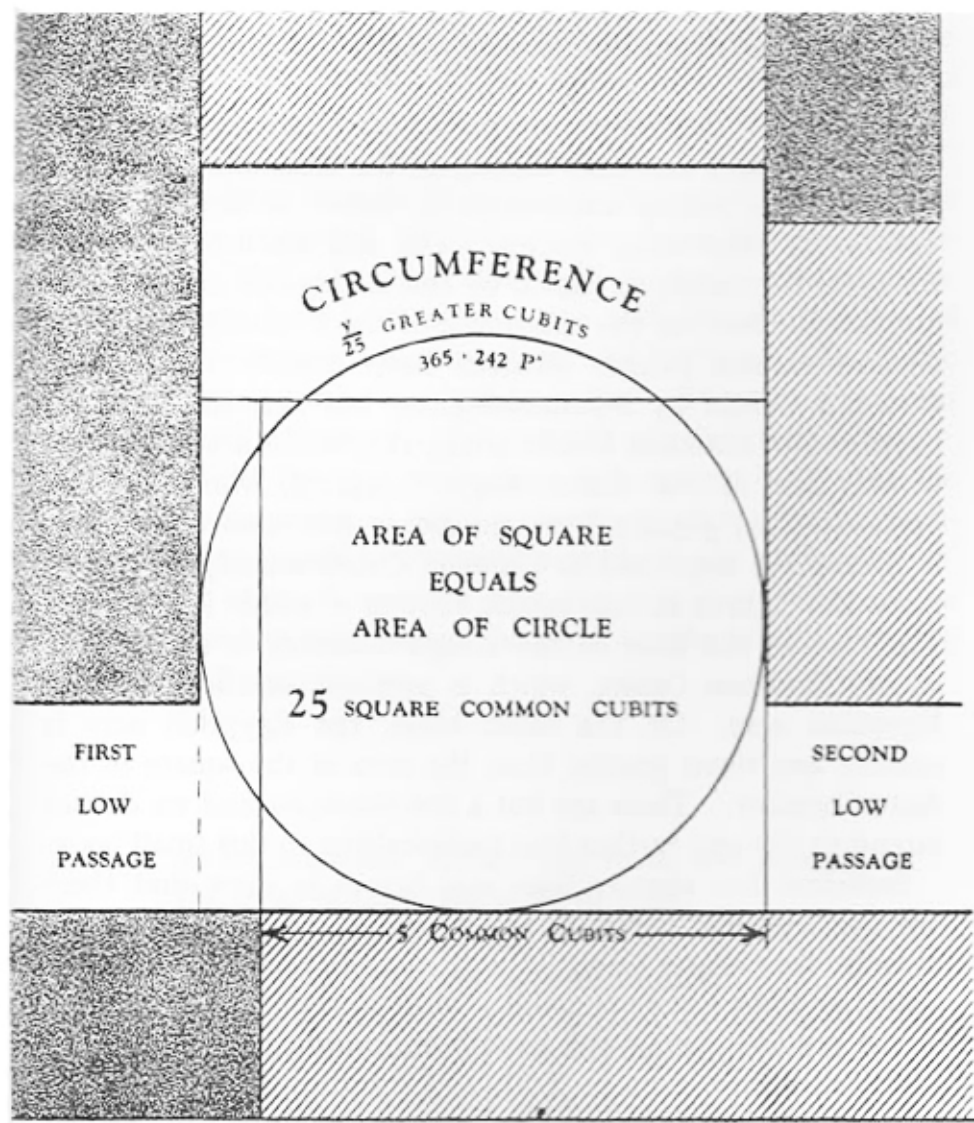 CIRCUMFERENCE
Y/25 GREATER CUBITS
365·242 P"
AREA OF SQUARE
EQUALS
AREA OF CIRCLE
25 SQUARE COMMON CUBITS
FIRST
LOW
PASSAGE
SECOND
LOW
PASSAGE
5 COMMON CUBITS